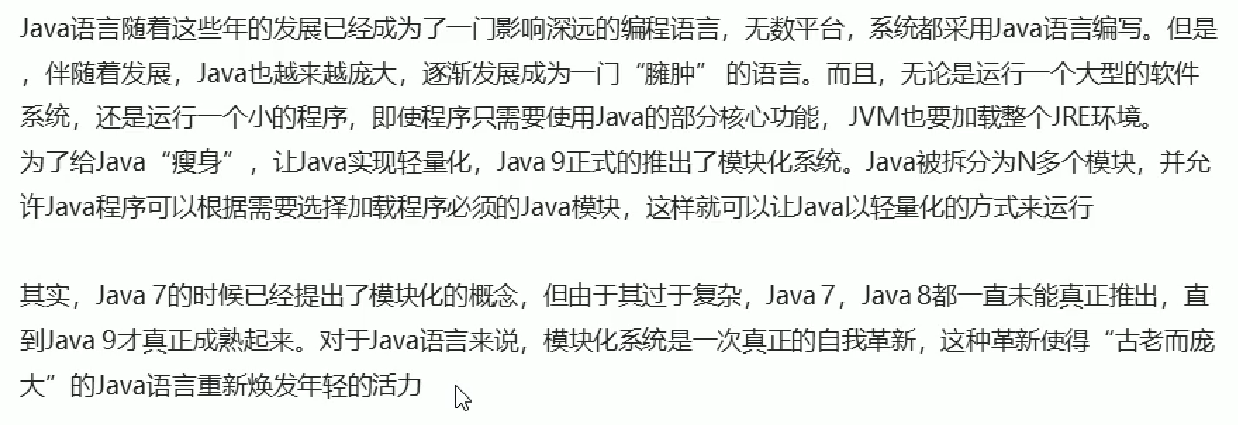 Java语言随着这些年的发展已经成为了一门影响深远的编程语言，无数平台，系统都采用Java语言编写。但是
，伴随着发展，Java也越来越庞大，逐渐发展成为一门“臃肿” 的语言。而且，无论是运行一个大型的软件
系统，还是运行一个小的程序，即使程序只需要使用Java的部分核心功能， JVM也要加载整个JRE环境。
为了给Java“瘦身”，让Java实现轻量化，Java 9正式的推出了模块化系统。Java被拆分为N多个模块，并允
许Java程序可以根据需要选择加载程序必须的Java模块，这样就可以让Java以轻量化的方式来运行
其实，Java 7的时候已经提出了模块化的概念，但由于其过于复杂，Java 7，Java 8都一直未能真正推出，直
到Java 9才真正成熟起来。对于Java语言来说，模块化系统是一次真正的自我革新，这种革新使得“古老而庞
大”的Java语言重新焕发年轻的活力